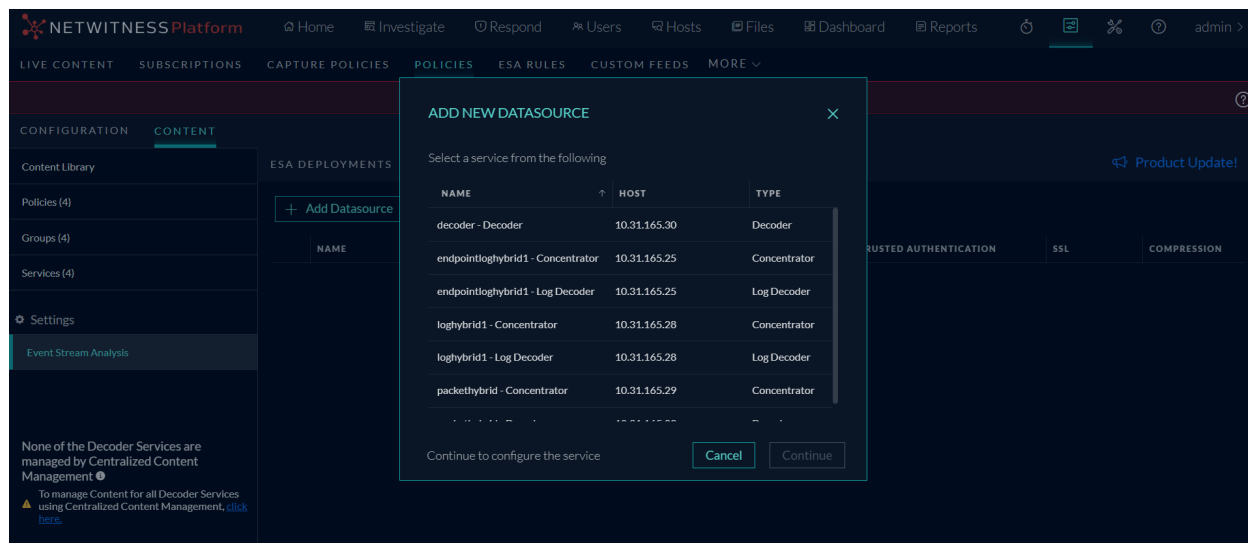 NETWITNESS Platform Home Investigate Respond Users Hosts Files Dashboard Reports admin >
LIVE CONTENT SUBSCRIPTIONS CAPTURE POLICIES POLICIES ESA RULES CUSTOM FEEDS MORE
CONFIGURATION CONTENT
Content Library
Policies (4)
Groups (4)
Services (4)
Settings
Event Stream Analysis
None of the Decoder Services are
managed by Centralized Content
Management
To manage Content for all Decoder Services
using Centralized Content Management, click
here.
ESA DEPLOYMENTS
Product Update!
+ Add Datasource
NAME RUSTED AUTHENTICATION SSL COMPRESSION
ADD NEW DATASOURCE
Select a service from the following
NAME ↑ HOST TYPE
decoder - Decoder 10.31.165.30 Decoder
endpointloghybrid1 - Concentrator 10.31.165.25 Concentrator
endpointloghybrid1 - Log Decoder 10.31.165.25 Log Decoder
loghybrid1 - Concentrator 10.31.165.28 Concentrator
loghybrid1 - Log Decoder 10.31.165.28 Log Decoder
packethybrid - Concentrator 10.31.165.29 Concentrator
Continue to configure the service
Cancel
Continue